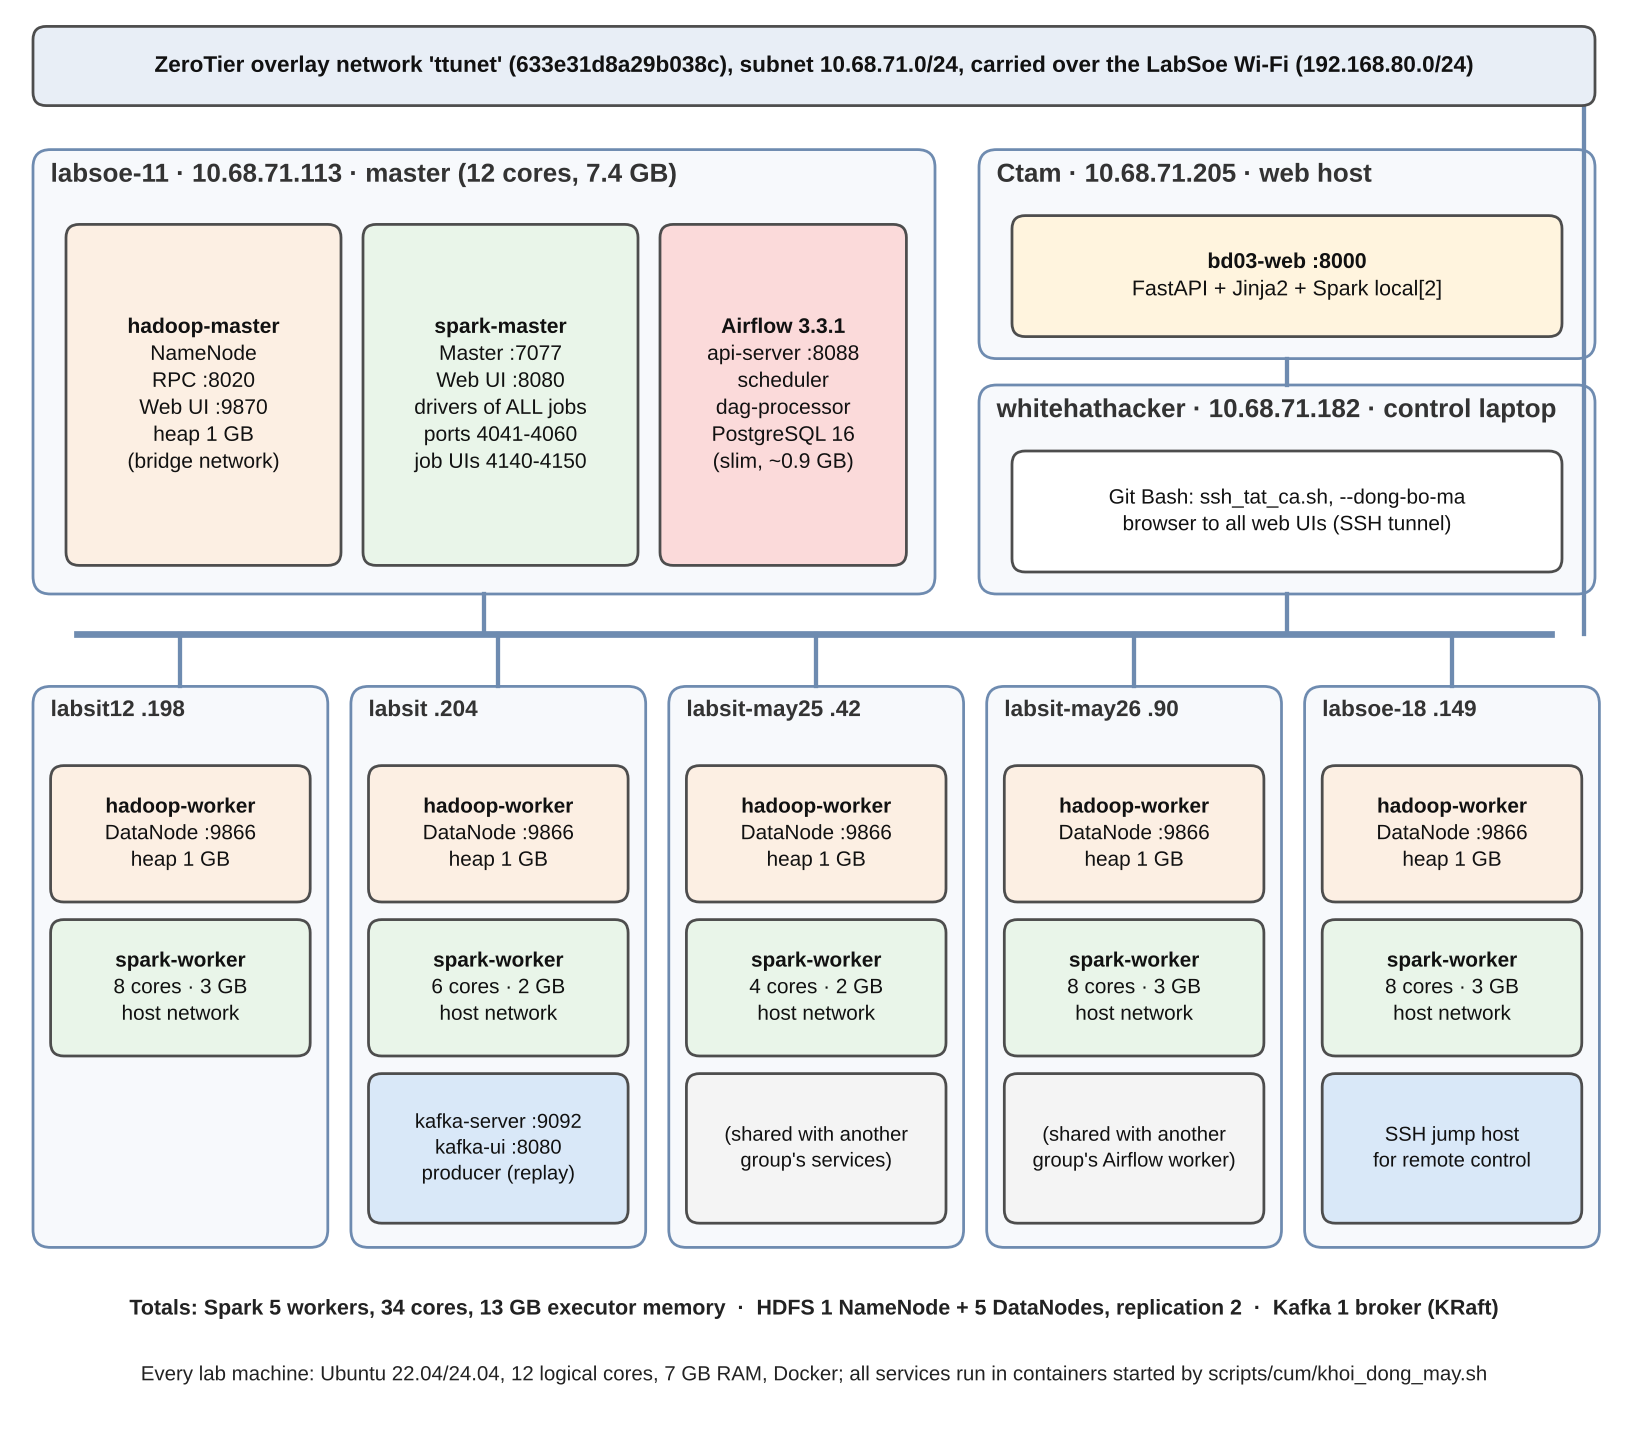 ZeroTier overlay network 'ttunet' (633e31d8a29b038c), subnet 10.68.71.0/24, carried over the LabSoe Wi-Fi (192.168.80.0/24)
labsoe-11 · 10.68.71.113 · master (12 cores, 7.4 GB)
hadoop-master
NameNode
RPC :8020
Web UI :9870
heap 1 GB
(bridge network)
spark-master
Master :7077
Web UI :8080
drivers of ALL jobs
ports 4041-4060
job UIs 4140-4150
Airflow 3.3.1
api-server :8088
scheduler
dag-processor
PostgreSQL 16
(slim, ~0.9 GB)
Ctam · 10.68.71.205 · web host
bd03-web :8000
FastAPI + Jinja2 + Spark local[2]
whitehathacker · 10.68.71.182 · control laptop
Git Bash: ssh_tat_ca.sh, --dong-bo-ma
browser to all web UIs (SSH tunnel)
labsit12 .198
hadoop-worker
DataNode :9866
heap 1 GB
spark-worker
8 cores · 3 GB
host network
labsit .204
hadoop-worker
DataNode :9866
heap 1 GB
spark-worker
6 cores · 2 GB
host network
kafka-server :9092
kafka-ui :8080
producer (replay)
labsit-may25 .42
hadoop-worker
DataNode :9866
heap 1 GB
spark-worker
4 cores · 2 GB
host network
(shared with another
group's services)
labsit-may26 .90
hadoop-worker
DataNode :9866
heap 1 GB
spark-worker
8 cores · 3 GB
host network
(shared with another
group's Airflow worker)
labsoe-18 .149
hadoop-worker
DataNode :9866
heap 1 GB
spark-worker
8 cores · 3 GB
host network
SSH jump host
for remote control
Totals: Spark 5 workers, 34 cores, 13 GB executor memory · HDFS 1 NameNode + 5 DataNodes, replication 2 · Kafka 1 broker (KRaft)
Every lab machine: Ubuntu 22.04/24.04, 12 logical cores, 7 GB RAM, Docker; all services run in containers started by scripts/cum/khoi_dong_may.sh